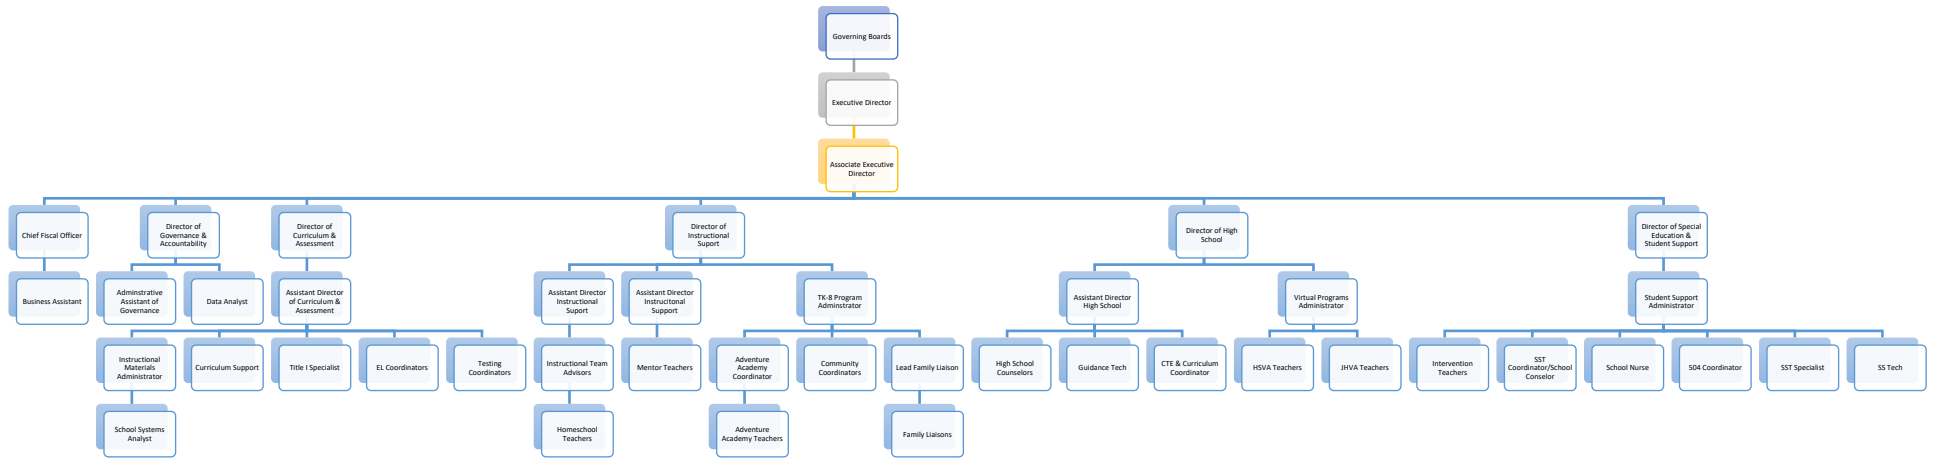 Governing Boards
Executive Director
Associate Executive
Director
Chief Fiscal Officer
Director of
Governance &
Accountability
Director of
Curriculum &
Assessment
Director of
Instructional
Suport
Director of High
School
Director of Special
Education &
Student Support
Business Assistant
Adminstrative
Assistant of
Governance
Data Analyst
Assistant Director
of Curriculum &
Assessment
Assistant Director
Instructional
Suport
Assistant Director
Instrucitonal
Support
TK-8 Program
Adminstrator
Assistant Director
High School
Virtual Programs
Administrator
Student Support
Administrator
Instructional
Materials
Administrator
Curriculum Support
Title I Specialist
EL Coordinators
Testing
Coordinators
Instructional Team
Advisors
Mentor Teachers
Adventure
Academy
Coordinator
Community
Coordinators
Lead Family Liaison
High School
Counselors
Guidance Tech
CTE & Curriculum
Coordinator
HSVA Teachers
JHVA Teachers
Intervention
Teachers
SST
Coordinator/School
Conselor
School Nurse
504 Coordinator
SST Specialist
SS Tech
School Systems
Analyst
Homeschool
Teachers
Adventure
Academy Teachers
Family Liaisons